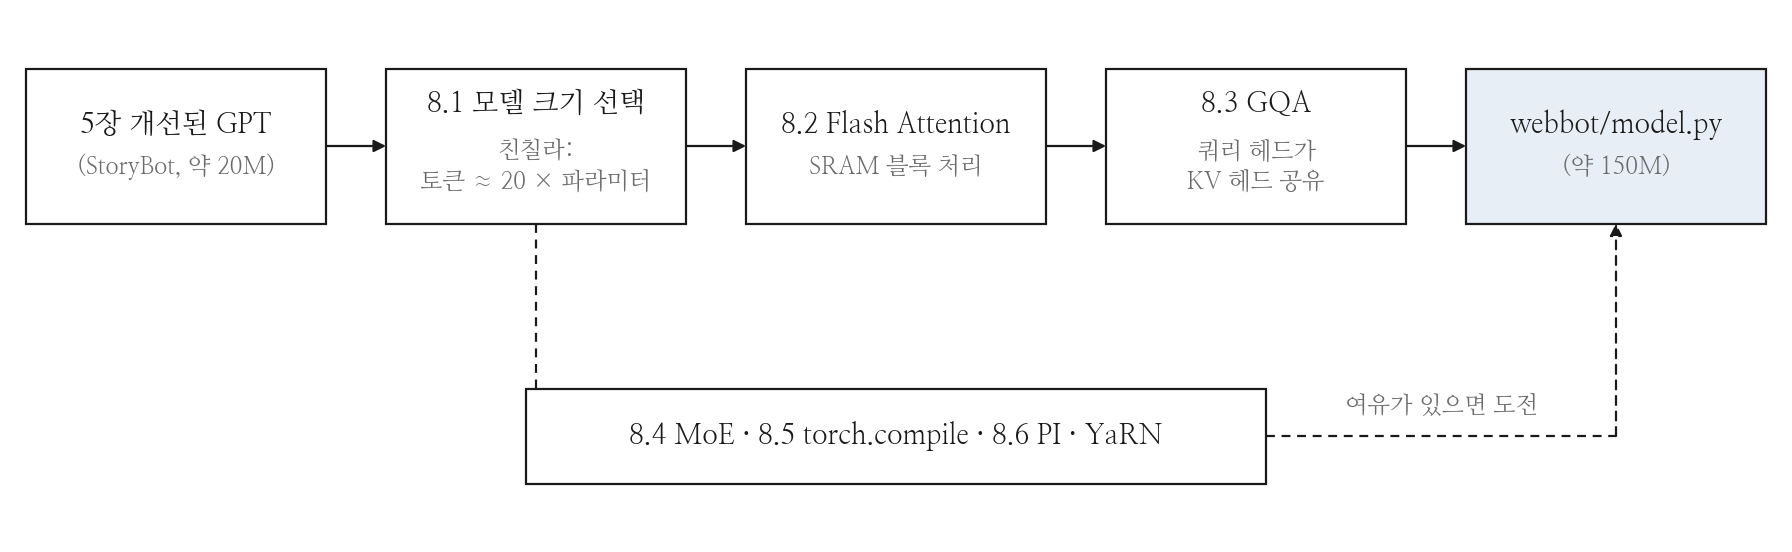 5장 개선된 GPT
(StoryBot, 약 20M)
8.1 모델 크기 선택
친칠라:
토큰 ≈ 20 × 파라미터
8.2 Flash Attention
SRAM 블록 처리
8.3 GQA
쿼리 헤드가
KV 헤드 공유
webbot/model.py
(약 150M)
8.4 MoE · 8.5 torch.compile · 8.6 PI · YaRN
여유가 있으면 도전